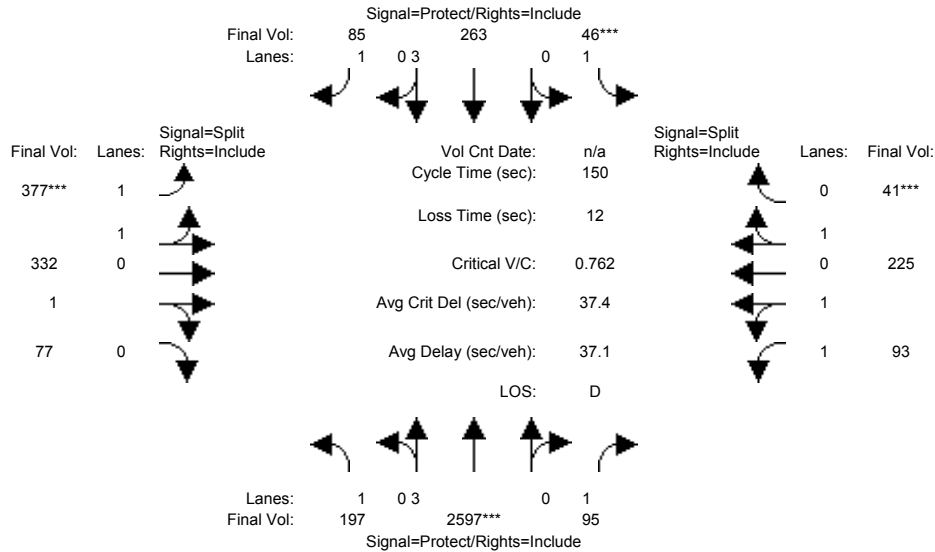 Signal=Protect/Rights=Include
Final Vol: 85 263 46***
Lanes: 1 0 3 0 1
Signal=Split Signal=Split
Final Vol: Lanes: Rights=Include Vol Cnt Date: n/a Rights=Include Lanes: Final Vol:
Cycle Time (sec): 150
377*** 1 0 41***
Loss Time (sec): 12
1 1
332 0 Critical V/C: 0.762 0 225
1 Avg Crit Del (sec/veh): 37.4 1
77 0 Avg Delay (sec/veh): 37.1 1 93
LOS: D
Lanes: 1 0 3 0 1
Final Vol: 197 2597*** 95
Signal=Protect/Rights=Include